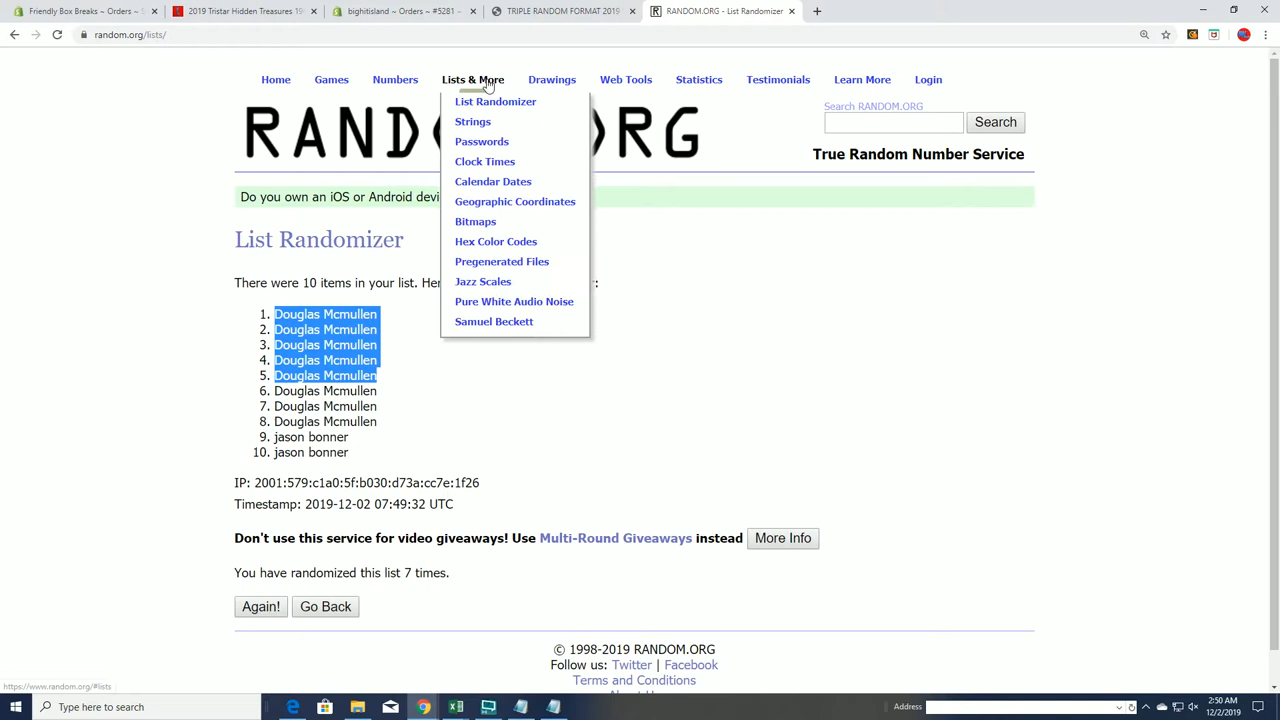 Friendly Box Breaks ~ Orders ~ S
2019 Tristar Hidden Treasures 19
bighitisland ~ Orders ~ #5281 ~
TRIPLE RANDOM FORMAT 2019
RANDOM.ORG - List Randomizer
random.org/lists/
Home Games Numbers Lists & More Drawings Web Tools Statistics Testimonials Learn More Login
List Randomizer
Strings
Passwords
Clock Times
Calendar Dates
Geographic Coordinates
Bitmaps
Hex Color Codes
Pregenerated Files
Jazz Scales
Pure White Audio Noise
Samuel Beckett
Search RANDOM.ORG
Search
RAND RG
True Random Number Service
Do you own an iOS or Android devi
List Randomizer
There were 10 items in your list. Her :
1. Douglas Mcmullen
2. Douglas Mcmullen
3. Douglas Mcmullen
4. Douglas Mcmullen
5. Douglas Mcmullen
6. Douglas Mcmullen
7. Douglas Mcmullen
8. Douglas Mcmullen
9. jason bonner
10. jason bonner
IP: 2001:579:c1a0:5f:b030:d73a:cc7e:1f26
Timestamp: 2019-12-02 07:49:32 UTC
Don't use this service for video giveaways! Use Multi-Round Giveaways instead More Info
You have randomized this list 7 times.
Again! Go Back
© 1998-2019 RANDOM.ORG
Follow us: Twitter | Facebook
Terms and Conditions
https://www.random.org/#lists
Type here to search
Address
2:50 AM
12/2/2019